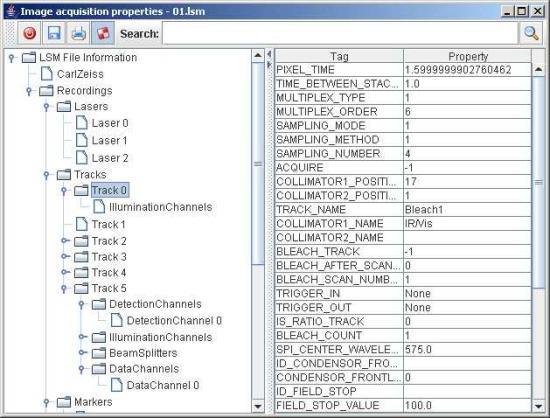 Image acquisition properties - 01.lsm
Search:
LSM File Information
CarlZeiss
Recordings
Lasers
Laser 0
Laser 1
Laser 2
Tracks
Track 0
IlluminationChannels
Track 1
Track 2
Track 3
Track 4
Track 5
DetectionChannels
DetectionChannel 0
IlluminationChannels
BeamSplitters
DataChannels
DataChannel 0
Markers
Tag Property
PIXEL_TIME 1.5999999902760462
TIME_BETWEEN_STAC... 1.0
MULTIPLEX_TYPE 1
MULTIPLEX_ORDER 6
SAMPLING_MODE 1
SAMPLING_METHOD 1
SAMPLING_NUMBER 4
ACQUIRE -1
COLLIMATOR1_POSITI... 17
COLLIMATOR2_POSITI... 1
TRACK_NAME Bleach1
COLLIMATOR1_NAME IR/Vis
COLLIMATOR2_NAME
BLEACH_TRACK -1
BLEACH_AFTER_SCAN... 0
BLEACH_SCAN_NUMB... 1
TRIGGER_IN None
TRIGGER_OUT None
IS_RATIO_TRACK 0
BLEACH_COUNT 1
SPI_CENTER_WAVELE... 575.0
ID_CONDENSOR_FRO...
CONDENSOR_FRONTL... 0
ID_FIELD_STOP
FIELD_STOP_VALUE 100.0